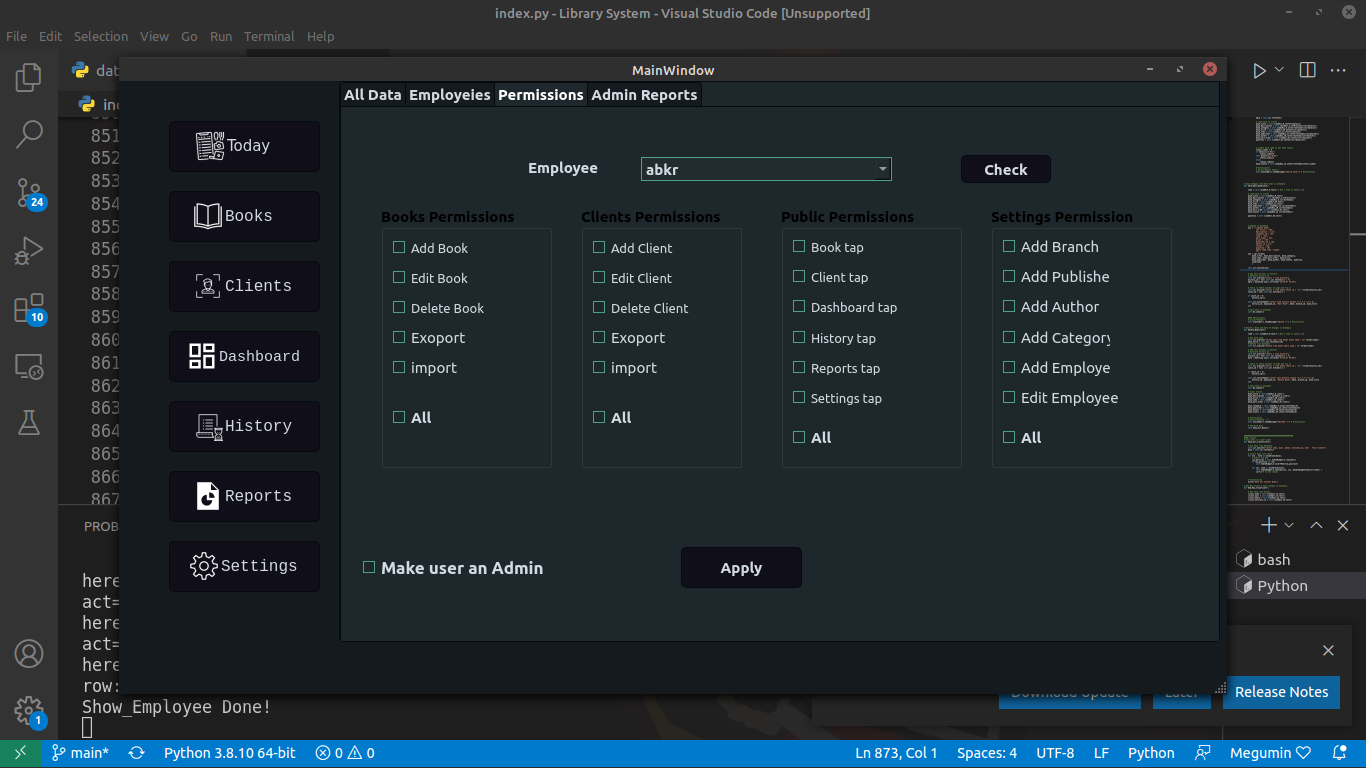 index.py - Library System - Visual Studio Code [Unsupported]
File Edit Selection View Go Run Terminal Help
MainWindow
All Data Employeies Permissions Admin Reports
Today
Books
Clients
Dashboard
History
Reports
Settings
Employee abkr Check
Books Permissions
Add Book
Edit Book
Delete Book
Exoport
import
All
Clients Permissions
Add Client
Edit Client
Delete Client
Exoport
import
All
Public Permissions
Book tap
Client tap
Dashboard tap
History tap
Reports tap
Settings tap
All
Settings Permission
Add Branch
Add Publishe
Add Author
Add Category
Add Employe
Edit Employee
All
Make user an Admin
Apply
851
852
853
854
855
856
857
858
859
860
861
862
863
864
865
866
867
24
10
1
PROB
here
act=
here
act=
here
row:
Show_Employee Done!
bash
Python
Download Update Later Release Notes
main* Python 3.8.10 64-bit 0 0 Ln 873, Col 1 Spaces: 4 UTF-8 LF Python Megumin